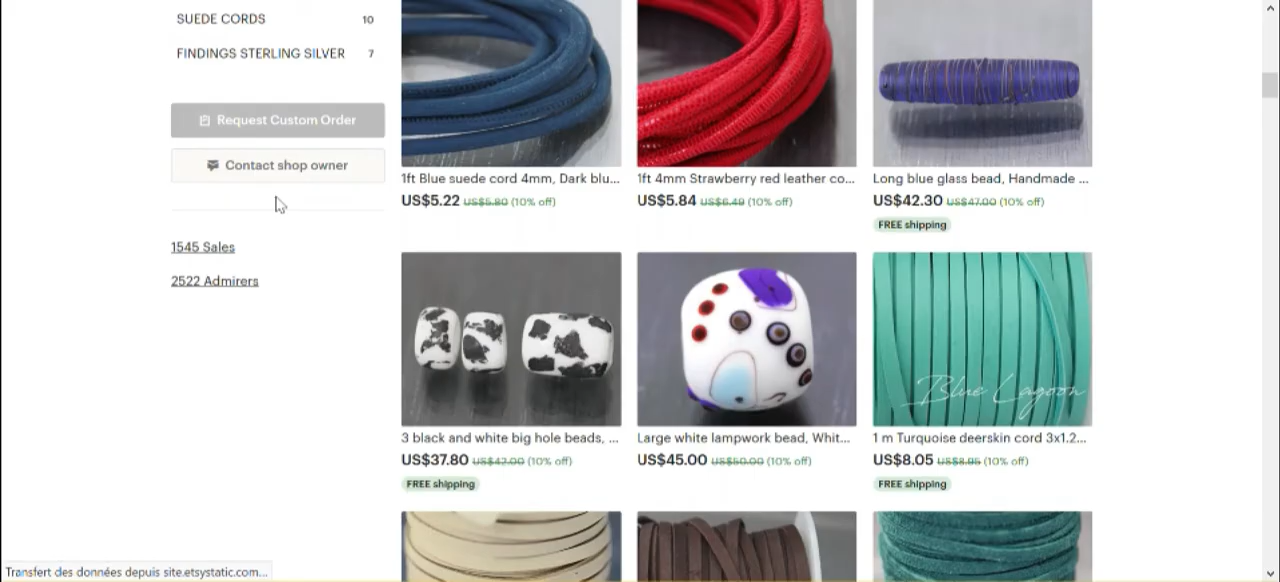 SUEDE CORDS 10
FINDINGS STERLING SILVER 7
Request Custom Order
Contact shop owner
1545 Sales
2522 Admirers
1ft Blue suede cord 4mm, Dark blu...
US$5.22 US$5.80 (10% off)
1ft 4mm Strawberry red leather co...
US$5.84 US$6.49 (10% off)
Long blue glass bead, Handmade ...
US$42.30 US$47.00 (10% off)
FREE shipping
Blue Lagoon
3 black and white big hole beads, ...
US$37.80 US$42.00 (10% off)
FREE shipping
Large white lampwork bead, Whit...
US$45.00 US$50.00 (10% off)
1 m Turquoise deerskin cord 3x1.2...
US$8.05 US$8.95 (10% off)
FREE shipping
Transfert des données depuis site.etsystatic.com...